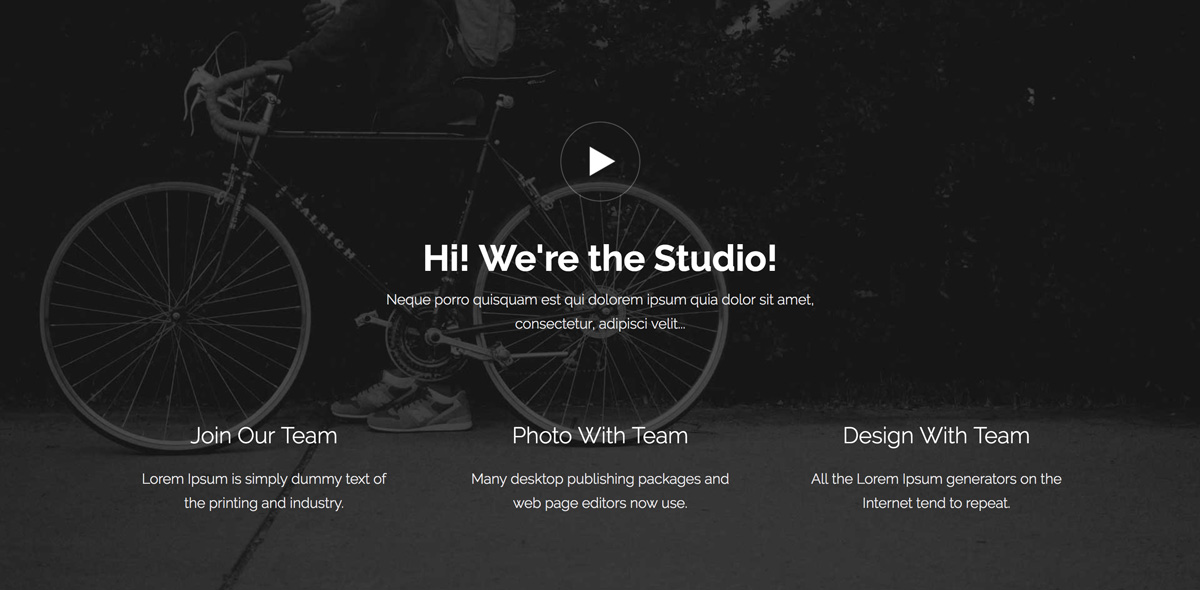 RALEIGH
Hi! We're the Studio!
Neque porro quisquam est qui dolorem ipsum quia dolor sit amet,
consectetur, adipisci velit...
Join Our Team
Lorem Ipsum is simply dummy text of
the printing and industry.
Photo With Team
Many desktop publishing packages and
web page editors now use.
Design With Team
All the Lorem Ipsum generators on the
Internet tend to repeat.